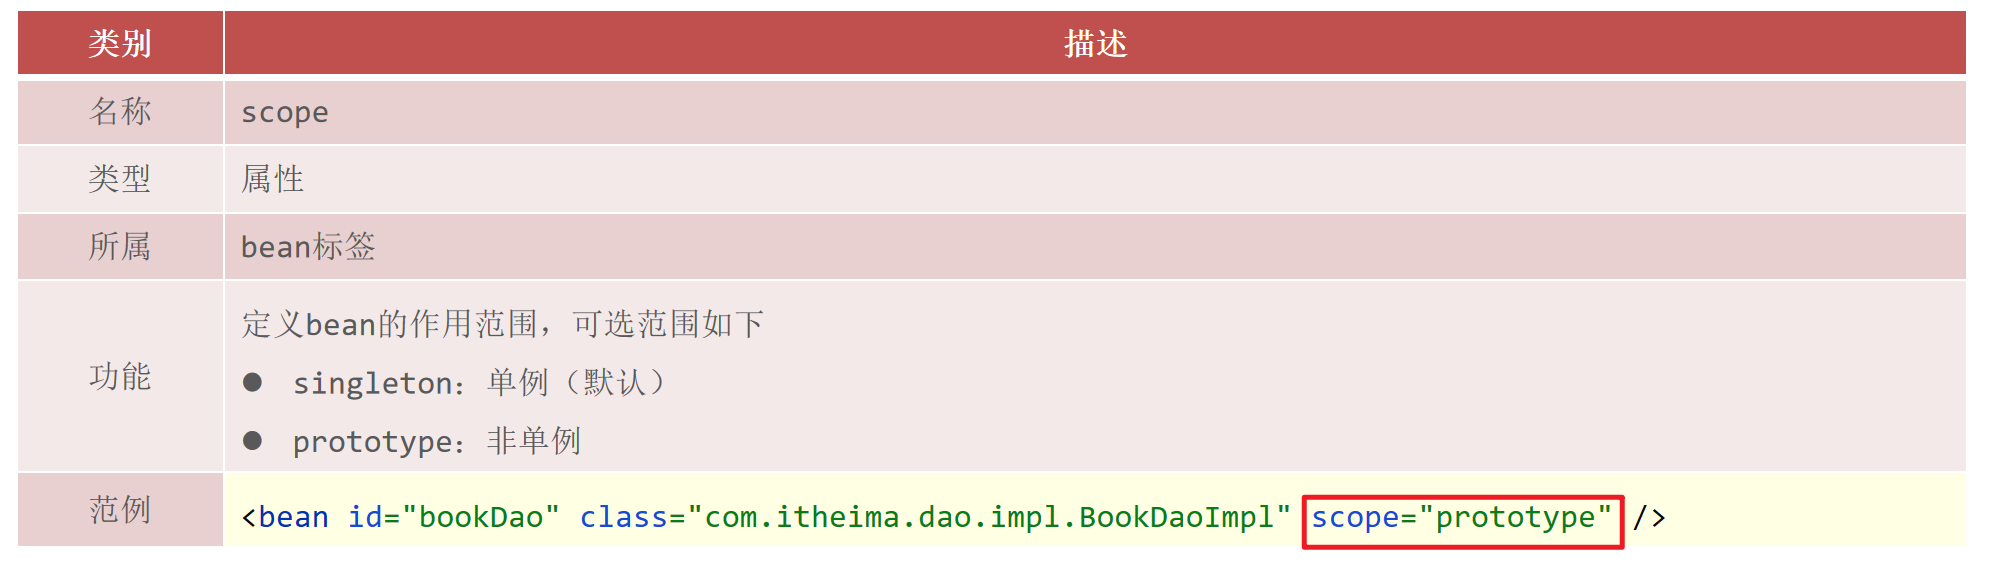 类别 描述
名称 scope
类型 属性
所属 bean标签
功能 定义bean的作用范围，可选范围如下
● singleton：单例（默认）
● prototype：非单例
范例 <bean id="bookDao" class="com.itheima.dao.impl.BookDaoImpl" scope="prototype" />